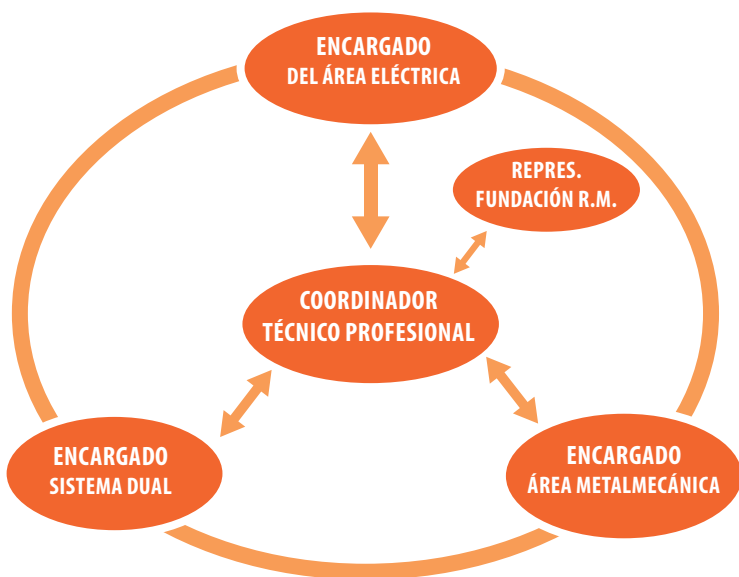 ENCARGADO
DEL ÁREA ELÉCTRICA
REPRES.
FUNDACIÓN R.M.
COORDINADOR
TÉCNICO PROFESIONAL
ENCARGADO
SISTEMA DUAL
ENCARGADO
ÁREA METALMECÁNICA